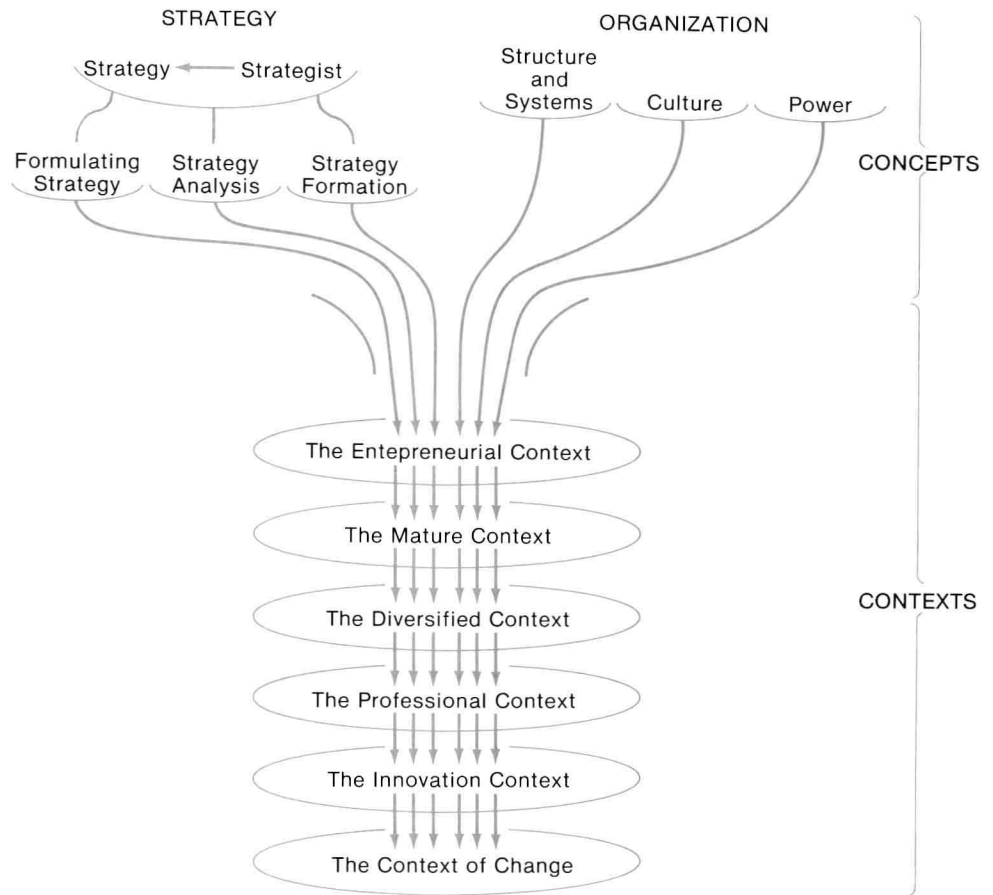 STRATEGY
ORGANIZATION
Strategy
Strategist
Structure
and
Systems
Culture
Power
Formulating
Strategy
Strategy
Analysis
Strategy
Formation
CONCEPTS
The Entepreneurial Context
The Mature Context
The Diversified Context
CONTEXTS
The Professional Context
The Innovation Context
The Context of Change